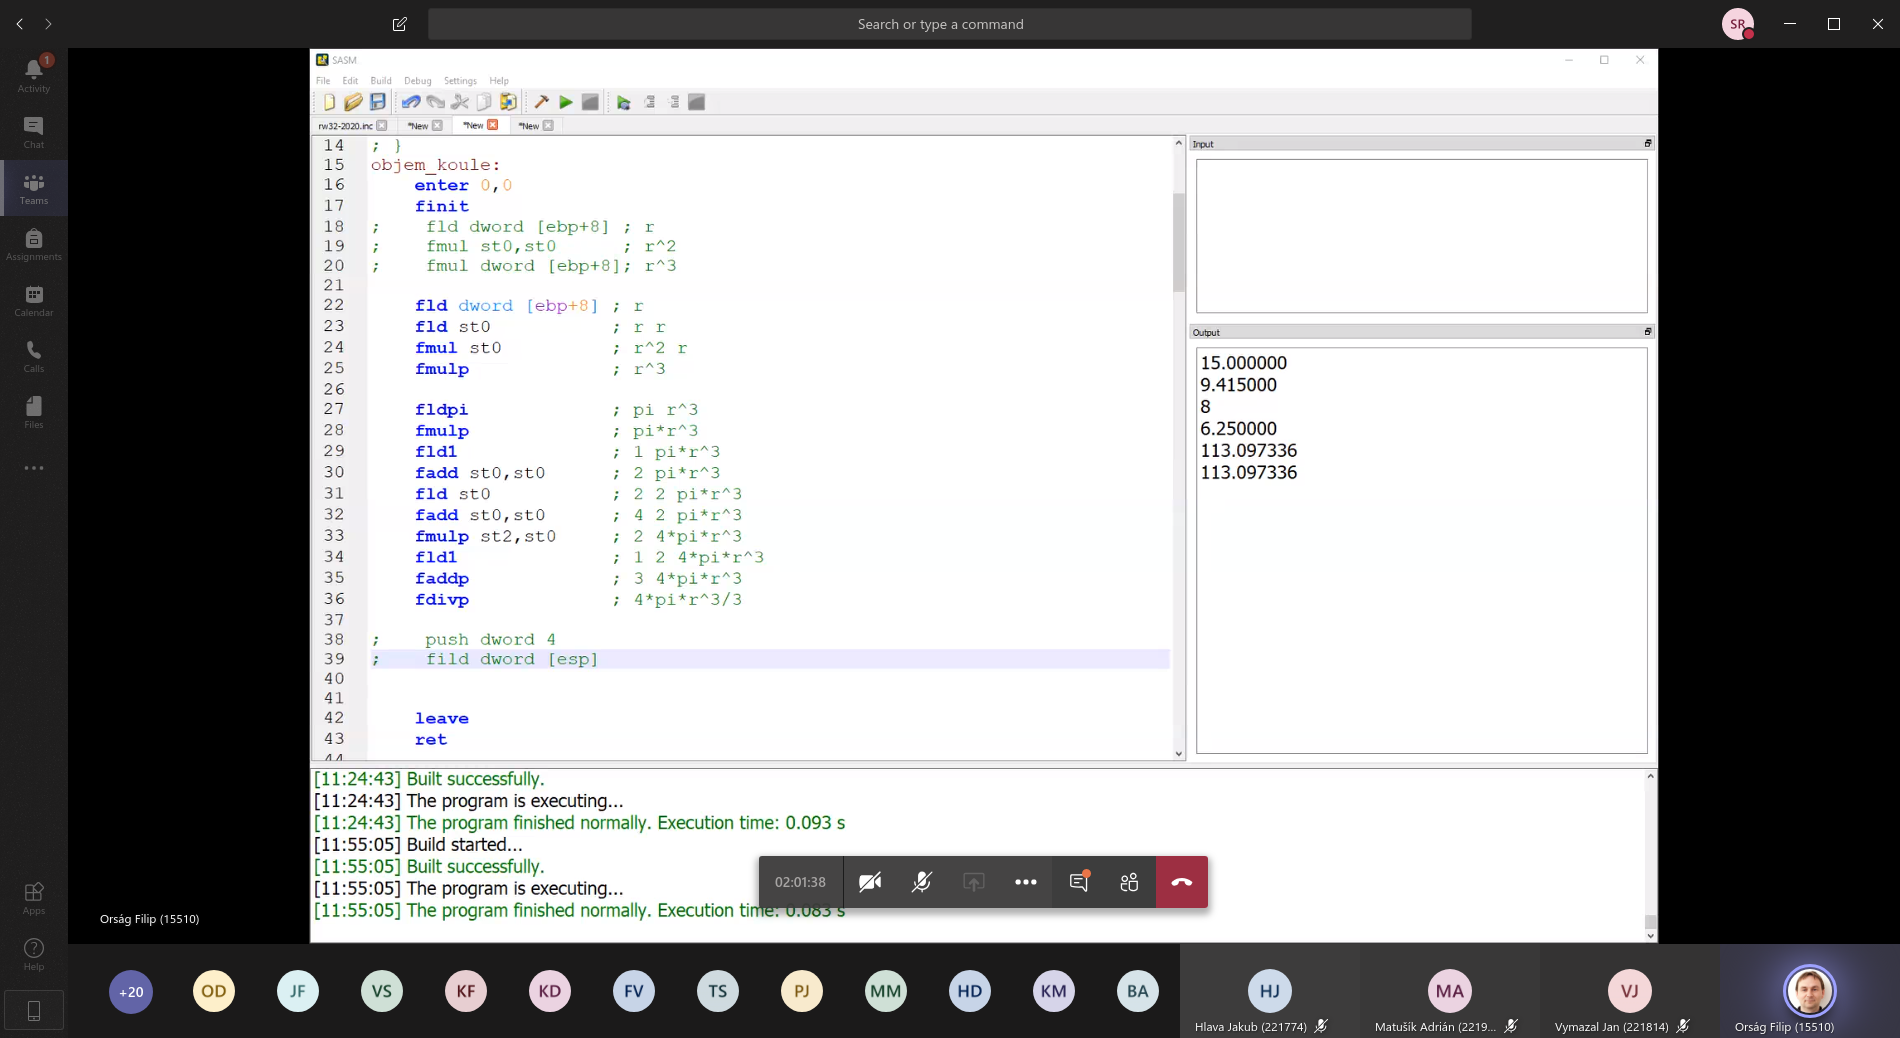 Search or type a command
SR
1
Activity
Chat
Teams
Assignments
Calendar
Calls
Files
Apps
Help
SASM
File Edit Build Debug Settings Help
rw32-2020.inc *New *New *New
14 ; }
15 objem_koule:
16 enter 0,0
17 finit
18 ; fld dword [ebp+8] ; r
19 ; fmul st0,st0 ; r^2
20 ; fmul dword [ebp+8]; r^3
21
22 fld dword [ebp+8] ; r
23 fld st0 ; r r
24 fmul st0 ; r^2 r
25 fmulp ; r^3
26
27 fldpi ; pi r^3
28 fmulp ; pi*r^3
29 fld1 ; 1 pi*r^3
30 fadd st0,st0 ; 2 pi*r^3
31 fld st0 ; 2 2 pi*r^3
32 fadd st0,st0 ; 4 2 pi*r^3
33 fmulp st2,st0 ; 2 4*pi*r^3
34 fld1 ; 1 2 4*pi*r^3
35 faddp ; 3 4*pi*r^3
36 fdivp ; 4*pi*r^3/3
37
38 ; push dword 4
39 ; fild dword [esp]
40
41
42 leave
43 ret
44
Input
Output
15.000000
9.415000
8
6.250000
113.097336
113.097336
[11:24:43] Built successfully.
[11:24:43] The program is executing...
[11:24:43] The program finished normally. Execution time: 0.093 s
[11:55:05] Build started...
[11:55:05] Built successfully.
[11:55:05] The program is executing...
[11:55:05] The program finished normally. Execution time: 0.083 s
02:01:38
Orság Filip (15510)
+20 OD JF VS KF KD FV TS PJ MM HD KM BA HJ MA VJ
Hlava Jakub (221774) Matušík Adrián (2219... Vymazal Jan (221814) Orság Filip (15510)